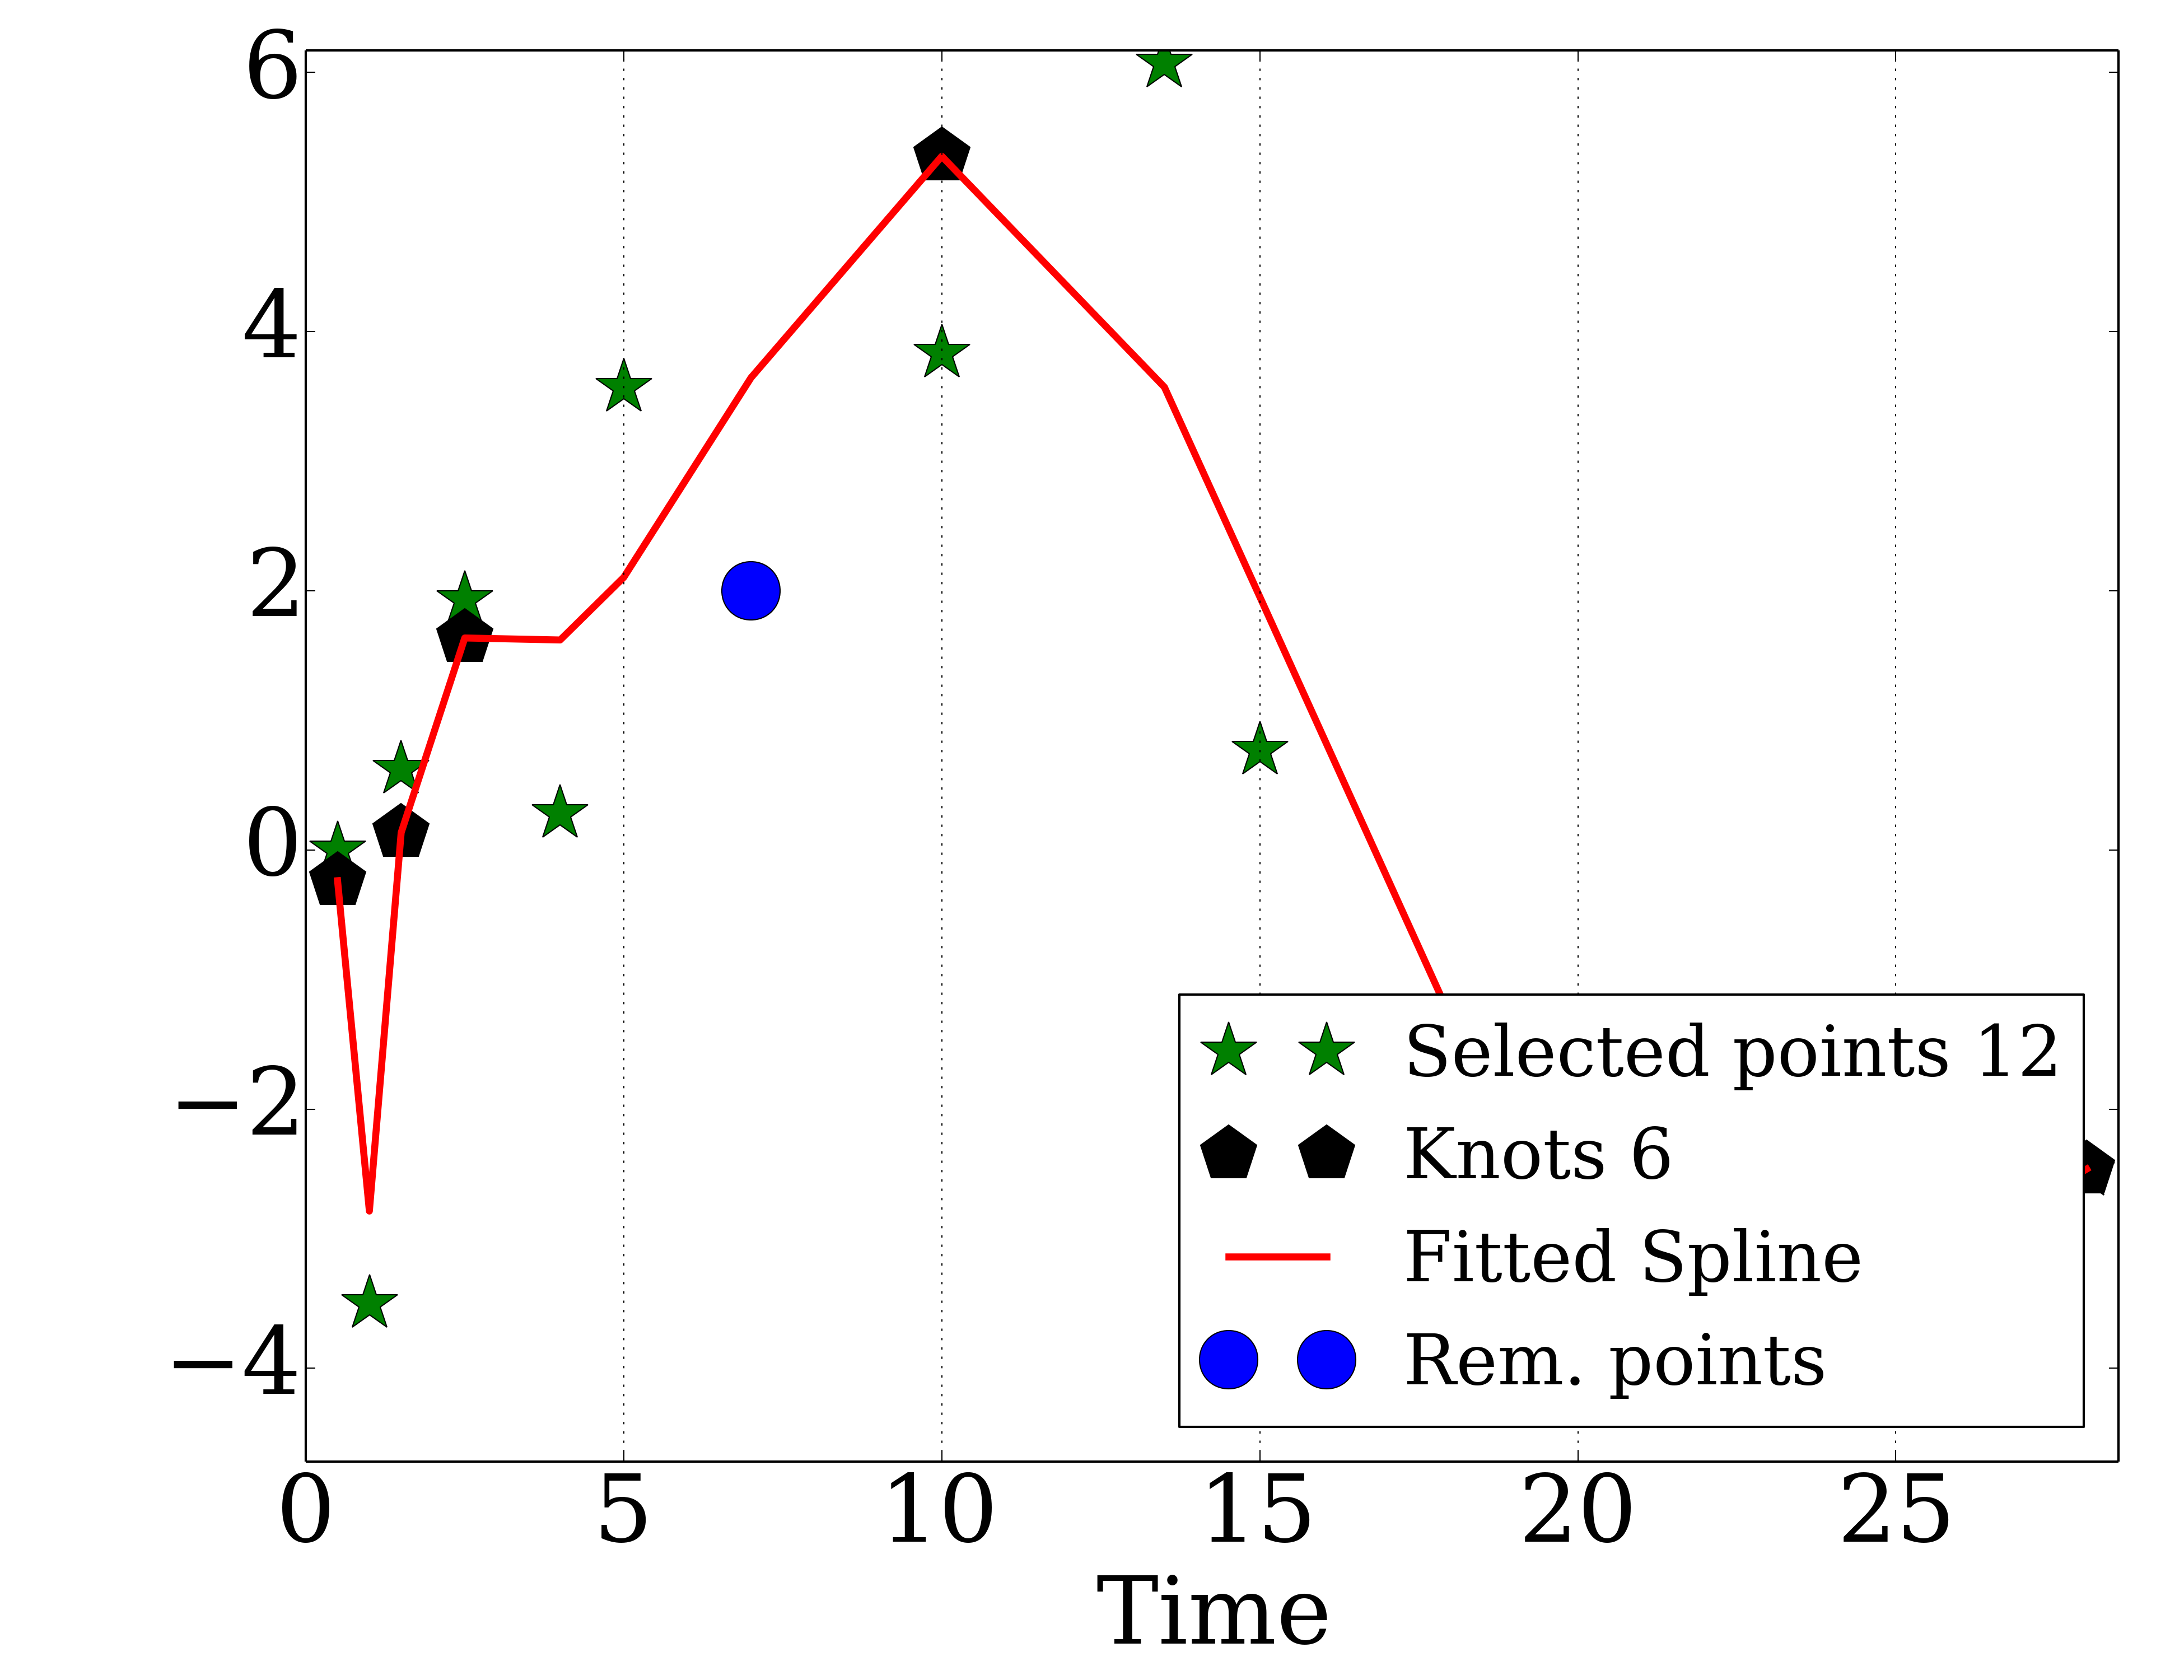 6
4
2
0
−2
−4
0 5 10 15 20 25
Time
Selected points 12
Knots 6
Fitted Spline
Rem. points